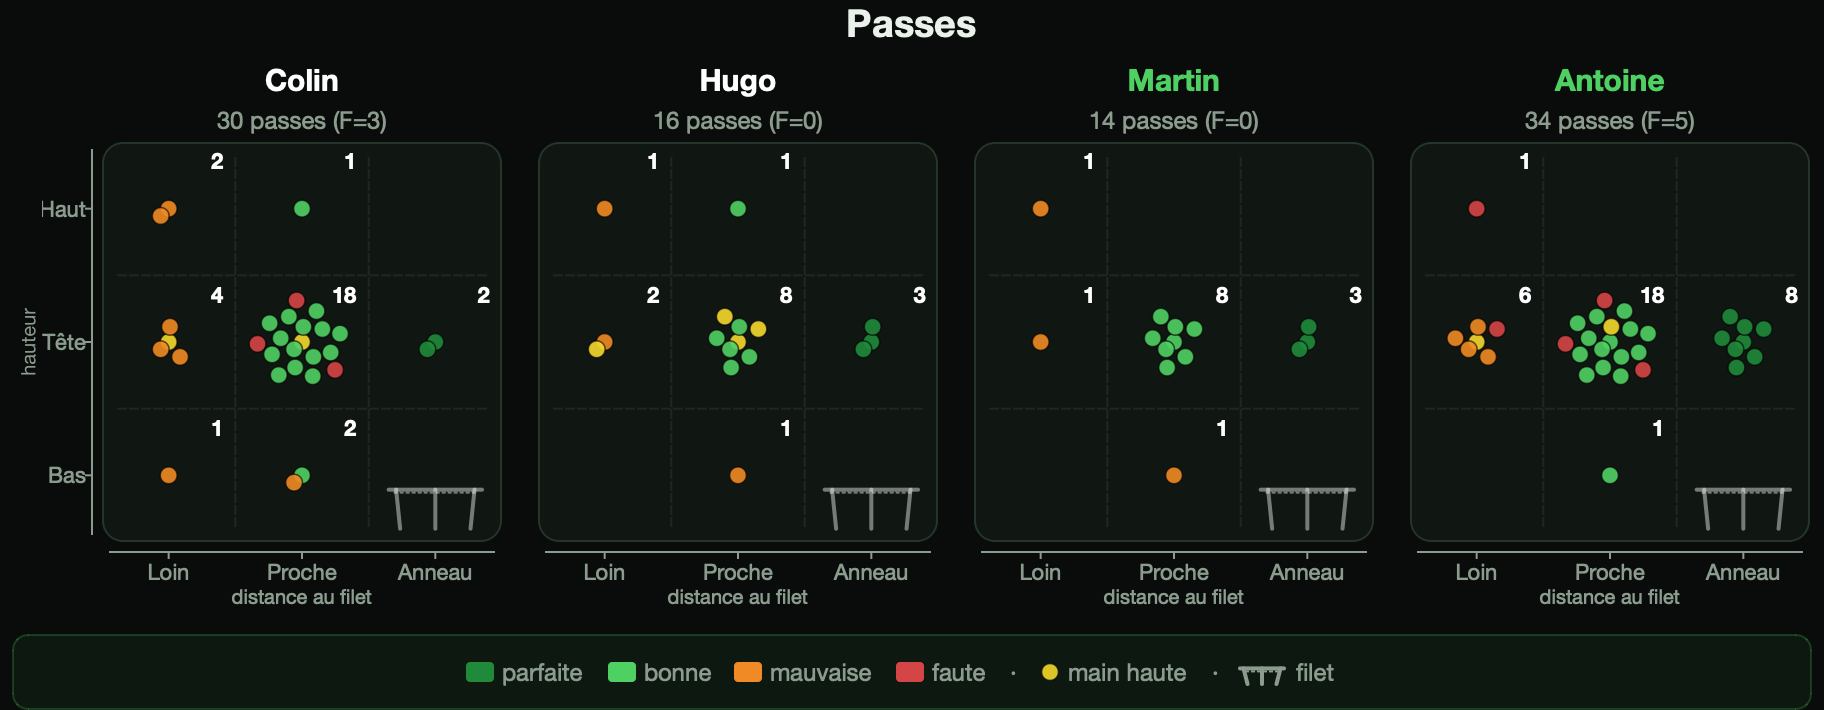 Passes
Colin Hugo Martin Antoine
30 passes (F=3) 16 passes (F=0) 14 passes (F=0) 34 passes (F=5)
2 1 1 1 1 1
Haut
4 18 2 2 8 3 1 8 3 6 18 8
hauteur
Tête
1 2 1 1 1
Bas
Loin Proche Anneau Loin Proche Anneau Loin Proche Anneau Loin Proche Anneau
distance au filet distance au filet distance au filet distance au filet
parfaite bonne mauvaise faute · main haute · filet